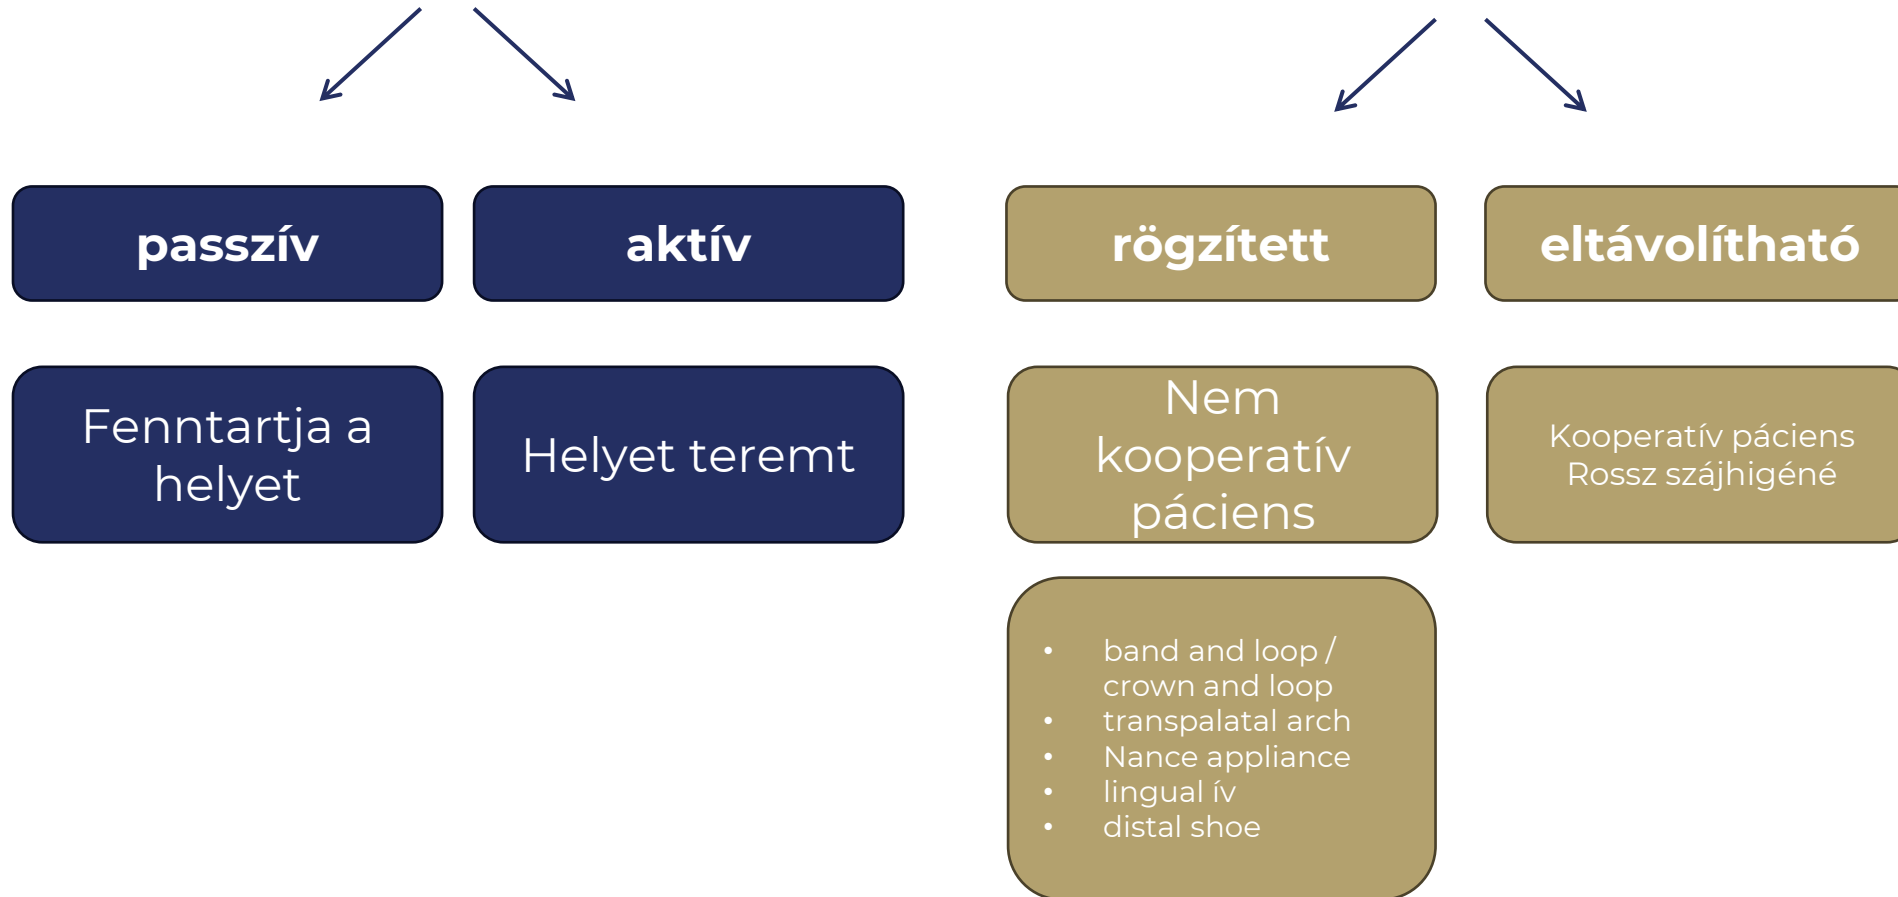 passzív
aktív
rögzített
eltávolítható
Fenntartja a
helyet
Helyet teremt
Nem
kooperatív
páciens
Kooperatív páciens
Rossz szájhigéné
• band and loop /
crown and loop
• transpalatal arch
• Nance appliance
• lingual ív
• distal shoe